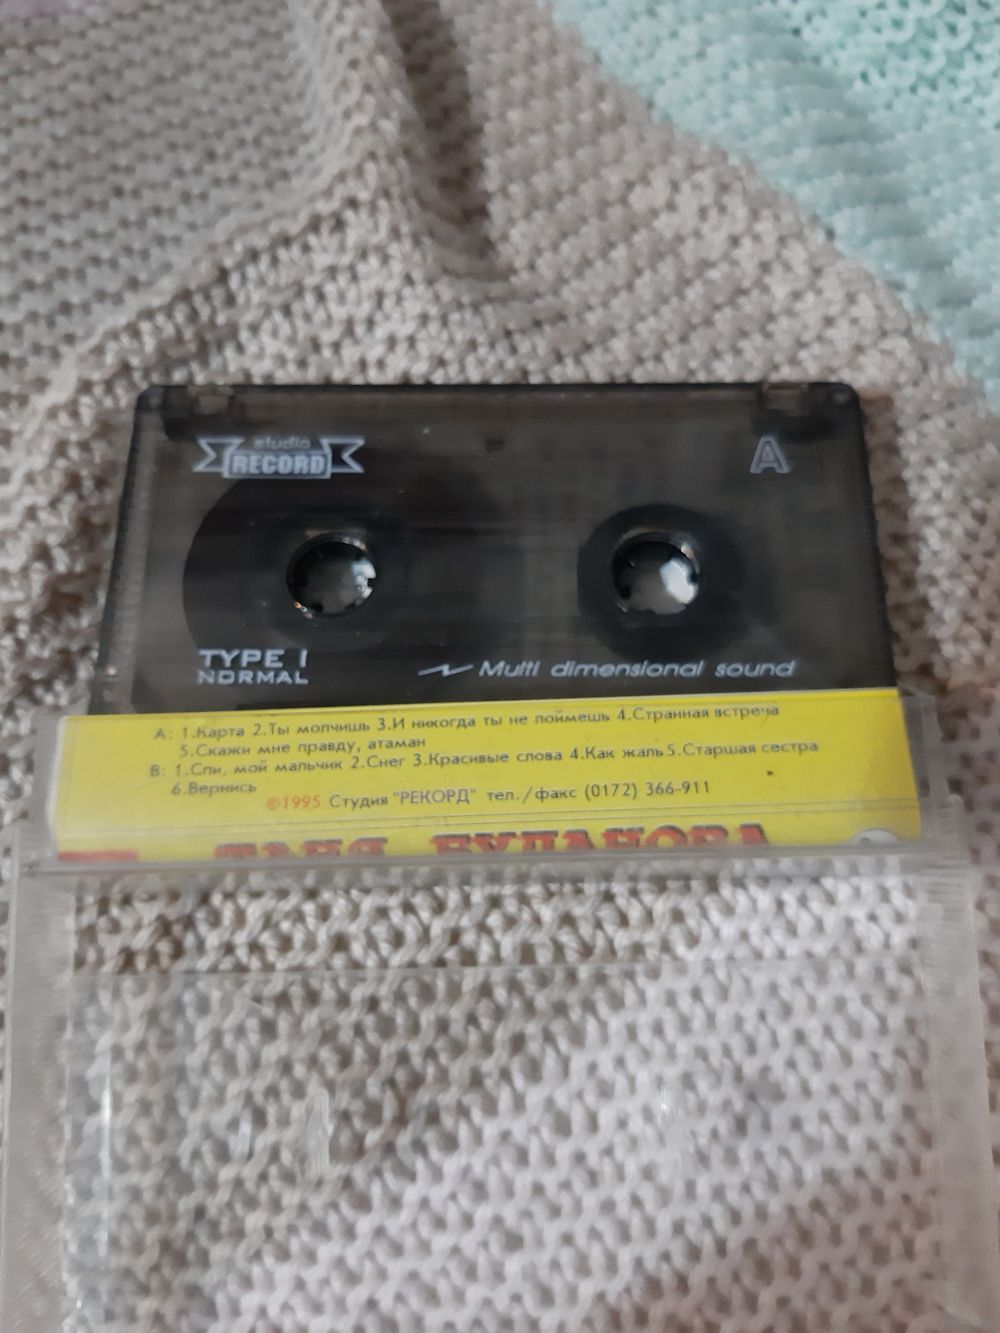 studio
RECORD
A
TYPE I
NORMAL
Multi dimensional sound
A: 1.Карта 2.Ты молчишь 3.И никогда ты не поймешь 4.Странная встреча
5.Скажи мне правду, атаман
B: 1.Спи, мой мальчик 2.Снег 3.Красивые слова 4.Как жаль 5.Старшая сестра
6.Вернись
©1995 Студия "РЕКОРД" тел./факс (0172) 366-911
ТАНЯ БУЛАНОВА